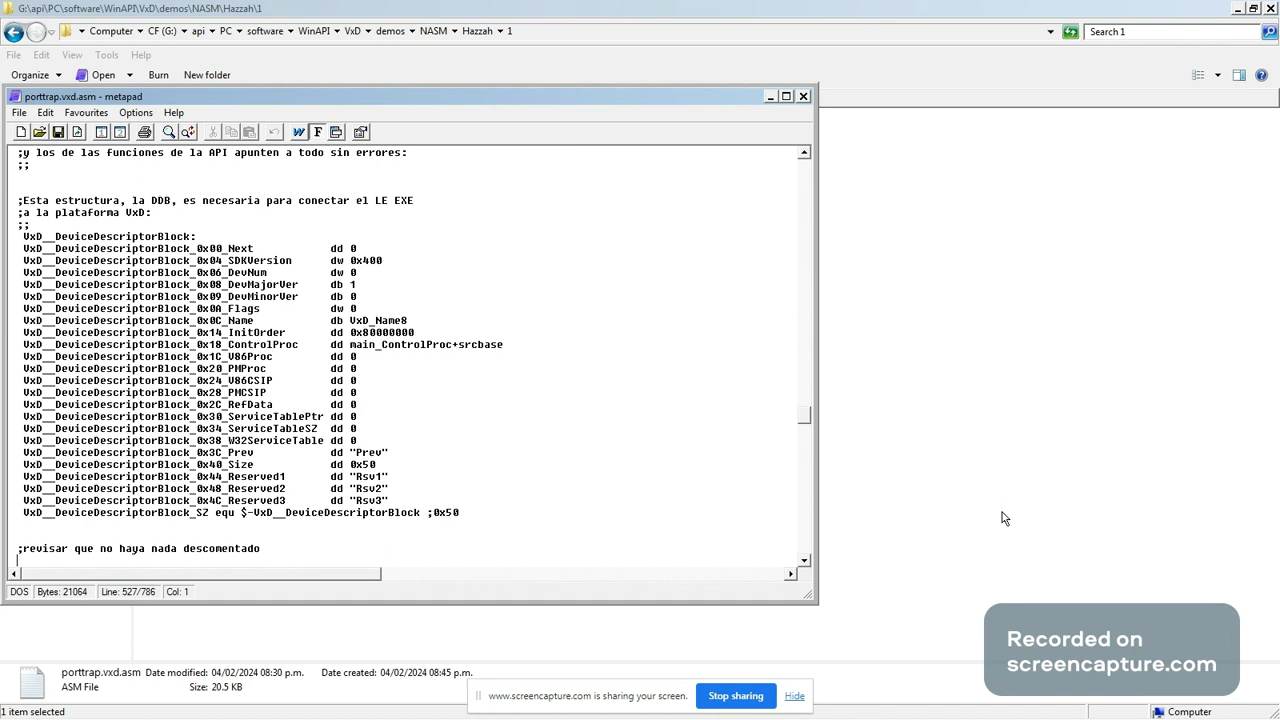 G:\api\PC\software\WinAPI\VxD\demos\NASM\Hazzah\1
Computer CF (G:) api PC software WinAPI VxD demos NASM Hazzah 1 Search 1
File Edit View Tools Help
Organize Open Burn New folder
porttrap.vxd.asm - metapad
File Edit Favourites Options Help
;y los de las funciones de la API apunten a todo sin errores:
;;
;Esta estructura, la DDB, es necesaria para conectar el LE EXE
;a la plataforma VxD:
;;
VxD__DeviceDescriptorBlock:
VxD__DeviceDescriptorBlock_0x00_Next dd 0
VxD__DeviceDescriptorBlock_0x04_SDKVersion dw 0x400
VxD__DeviceDescriptorBlock_0x06_DevNum dw 0
VxD__DeviceDescriptorBlock_0x08_DevMajorVer db 1
VxD__DeviceDescriptorBlock_0x09_DevMinorVer db 0
VxD__DeviceDescriptorBlock_0x0A_Flags dw 0
VxD__DeviceDescriptorBlock_0x0C_Name db VxD_Name8
VxD__DeviceDescriptorBlock_0x14_InitOrder dd 0x80000000
VxD__DeviceDescriptorBlock_0x18_ControlProc dd main_ControlProc+srcbase
VxD__DeviceDescriptorBlock_0x1C_V86Proc dd 0
VxD__DeviceDescriptorBlock_0x20_PMProc dd 0
VxD__DeviceDescriptorBlock_0x24_V86CSIP dd 0
VxD__DeviceDescriptorBlock_0x28_PMCSIP dd 0
VxD__DeviceDescriptorBlock_0x2C_RefData dd 0
VxD__DeviceDescriptorBlock_0x30_ServiceTablePtr dd 0
VxD__DeviceDescriptorBlock_0x34_ServiceTableSZ dd 0
VxD__DeviceDescriptorBlock_0x38_W32ServiceTable dd 0
VxD__DeviceDescriptorBlock_0x3C_Prev dd "Prev"
VxD__DeviceDescriptorBlock_0x40_Size dd 0x50
VxD__DeviceDescriptorBlock_0x44_Reserved1 dd "Rsv1"
VxD__DeviceDescriptorBlock_0x48_Reserved2 dd "Rsv2"
VxD__DeviceDescriptorBlock_0x4C_Reserved3 dd "Rsv3"
VxD__DeviceDescriptorBlock_SZ equ $-VxD__DeviceDescriptorBlock ;0x50
;revisar que no haya nada descomentado
DOS Bytes: 21064 Line: 527/786 Col: 1
Recorded on
screencapture.com
porttrap.vxd.asm Date modified: 04/02/2024 08:30 p.m. Date created: 04/02/2024 08:45 p.m.
ASM File Size: 20.5 KB
www.screencapture.com is sharing your screen. Stop sharing Hide
1 item selected Computer